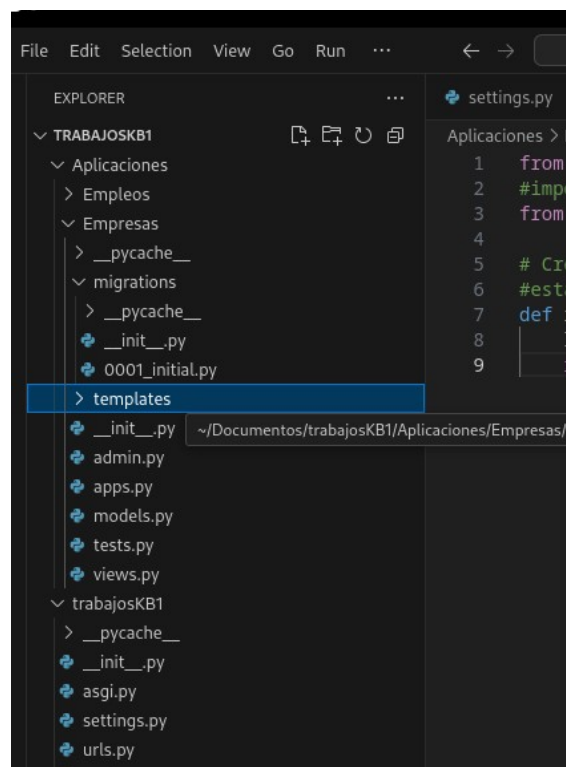 File Edit Selection View Go Run ···
EXPLORER ···
TRABAJOSKB1
Aplicaciones
Empleos
Empresas
__pycache__
migrations
__pycache__
__init__.py
0001_initial.py
templates
__init__.py
~/Documentos/trabajosKB1/Aplicaciones/Empresas/
admin.py
apps.py
models.py
tests.py
views.py
trabajosKB1
__pycache__
__init__.py
asgi.py
settings.py
urls.py
settings.py
Aplicaciones >
1 from
2 #imp
3 from
4
5 # Cr
6 #esta
7 def
8
9